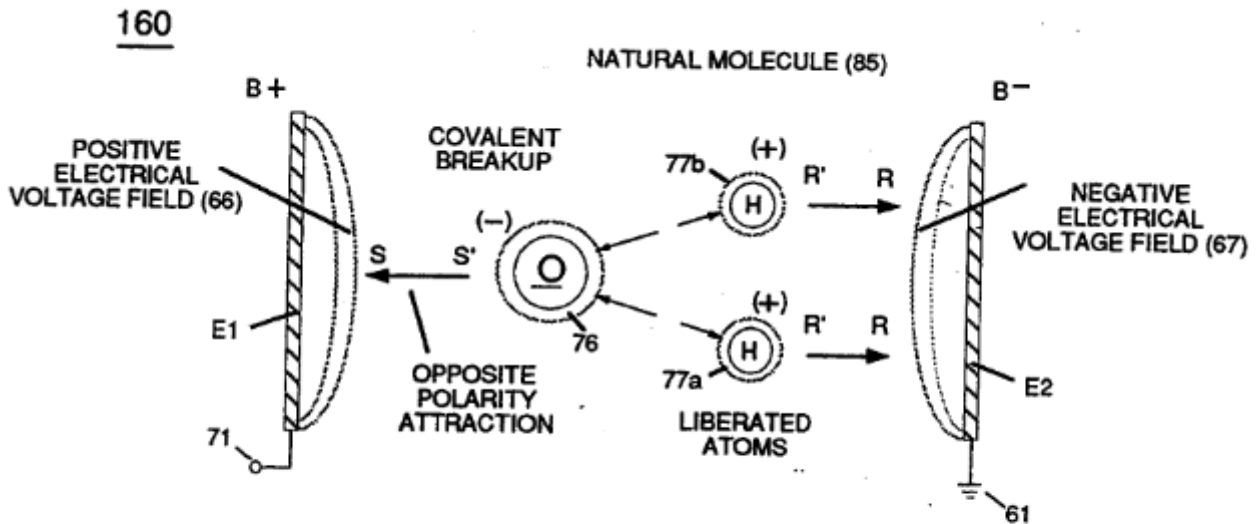 160
NATURAL MOLECULE (85)
B+
B-
POSITIVE
ELECTRICAL
VOLTAGE FIELD (66)
COVALENT
BREAKUP
77b
(+)
H
R'
R
NEGATIVE
ELECTRICAL
VOLTAGE FIELD (67)
(-)
S
S'
O
76
E1
(+)
H
R'
R
77a
E2
OPPOSITE
POLARITY
ATTRACTION
LIBERATED
ATOMS
71
61